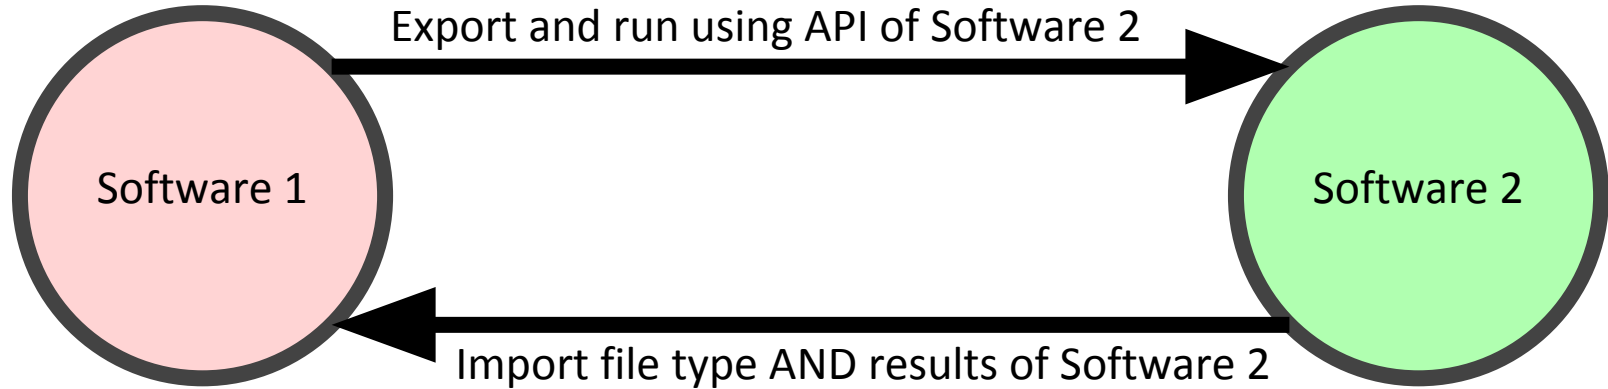 Export and run using API of Software 2
Software 1
Software 2
Import file type AND results of Software 2